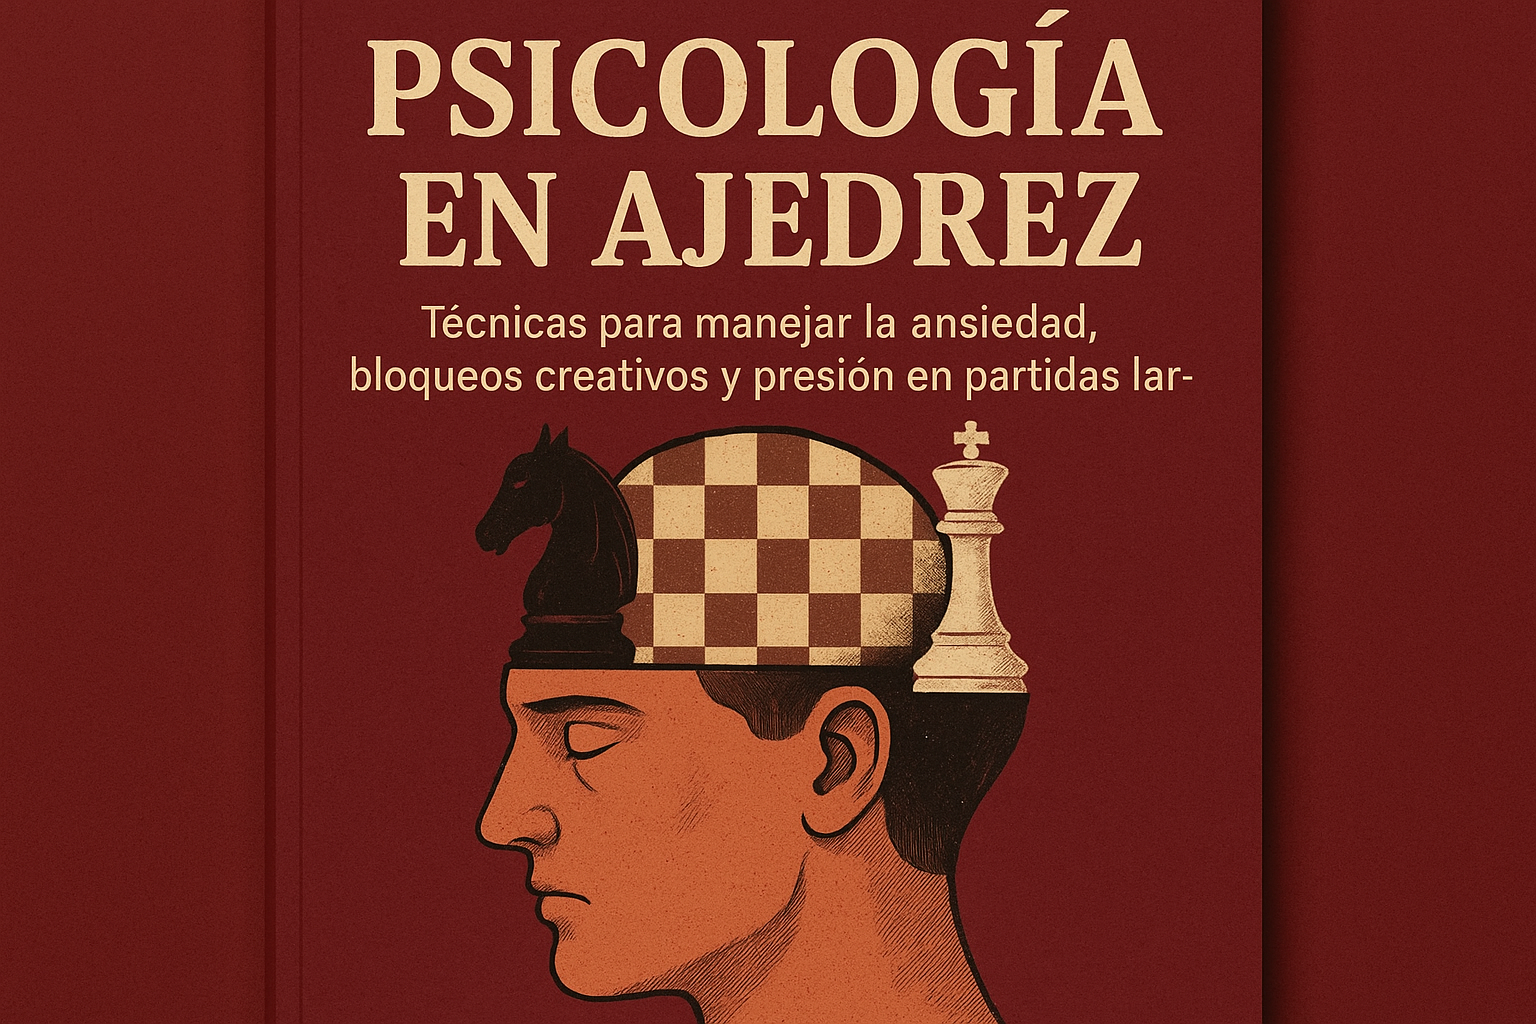 PSICOLOGÍA
EN AJEDREZ
Técnicas para manejar la ansiedad,
bloqueos creativos y presión en partidas lar-